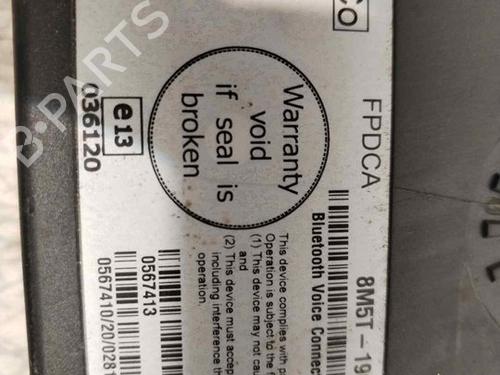 Co
FPDCA
8M5T-19
Bluetooth Voice Connec
This device complies with p
Operation is subject to the f
(1) This device may not cau
and
(2) This device must accep
including interference th
operation.
Warranty
void
if seal is
broken
e13
036120
0567413
0567410/20/0281
B-PARTS